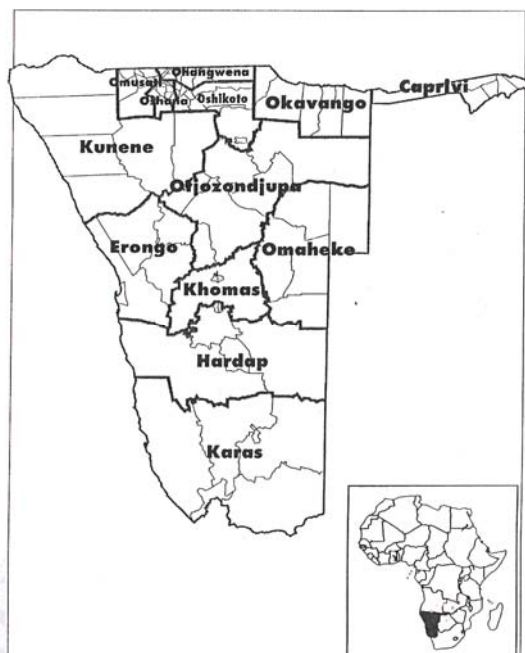 Ohangwena
Omusati
Oshana
Oshikoto
Okavango
Caprivi
Kunene
Otjozondjupa
Erongo
Omaheke
Khomas
Hardap
Karas